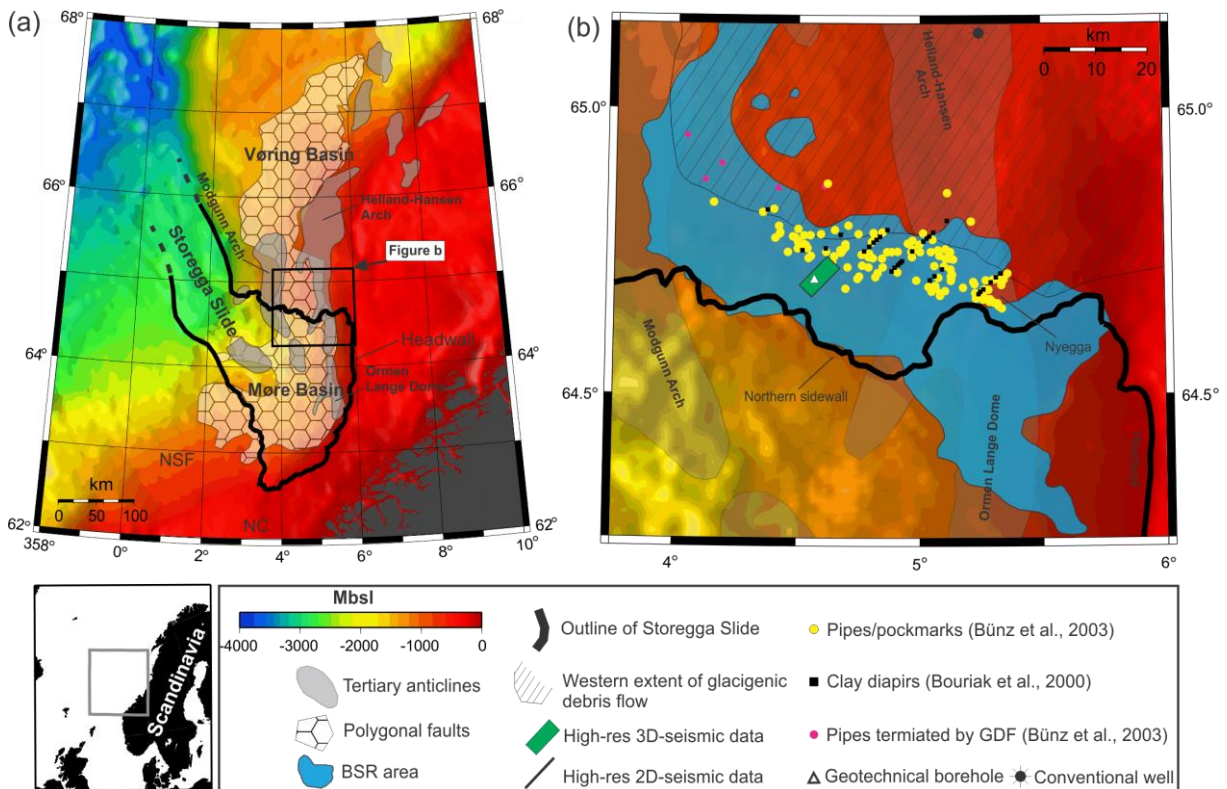 (a)
68°
68°
66°
66°
64°
64°
62°
62°
358°
0°
2°
4°
6°
8°
10°
Vøring Basin
Modgunn Arch
Helland-Hansen
Arch
Figure b
Storegga Slide
Headwall
Ormen
Lange Dome
Møre Basin
NSF
NC
km
0 50 100
(b)
65.0°
65.0°
64.5°
64.5°
4°
5°
6°
km
0 10 20
Helland-Hansen
Arch
Modgunn Arch
Northern sidewall
Nyegga
Ormen Lange Dome
Scandinavia
Mbsl
-4000 -3000 -2000 -1000 0
Tertiary anticlines
Polygonal faults
BSR area
Outline of Storegga Slide
Western extent of glacigenic
debris flow
High-res 3D-seismic data
High-res 2D-seismic data
Pipes/pockmarks (Bünz et al., 2003)
Clay diapirs (Bouriak et al., 2000)
Pipes termiated by GDF (Bünz et al., 2003)
Geotechnical borehole
Conventional well